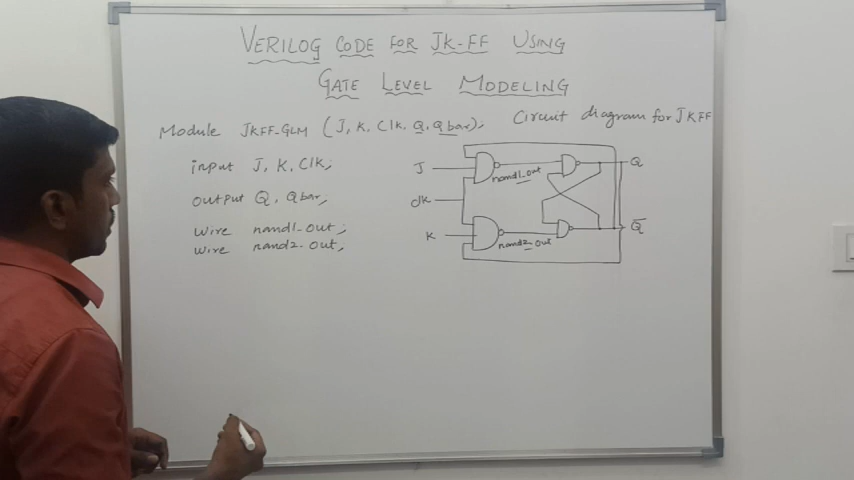 VERILOG CODE FOR JK-FF USING
GATE LEVEL MODELING
Module JKFF-GLM (J, K, Clk, Q, Qbar);
input J, K, Clk;
output Q, Qbar,
wire nand1-out;
wire nand2-out,
Circuit diagram for JKFF
J
nand1_out
Q
clk
K
nand2_out
Q̅